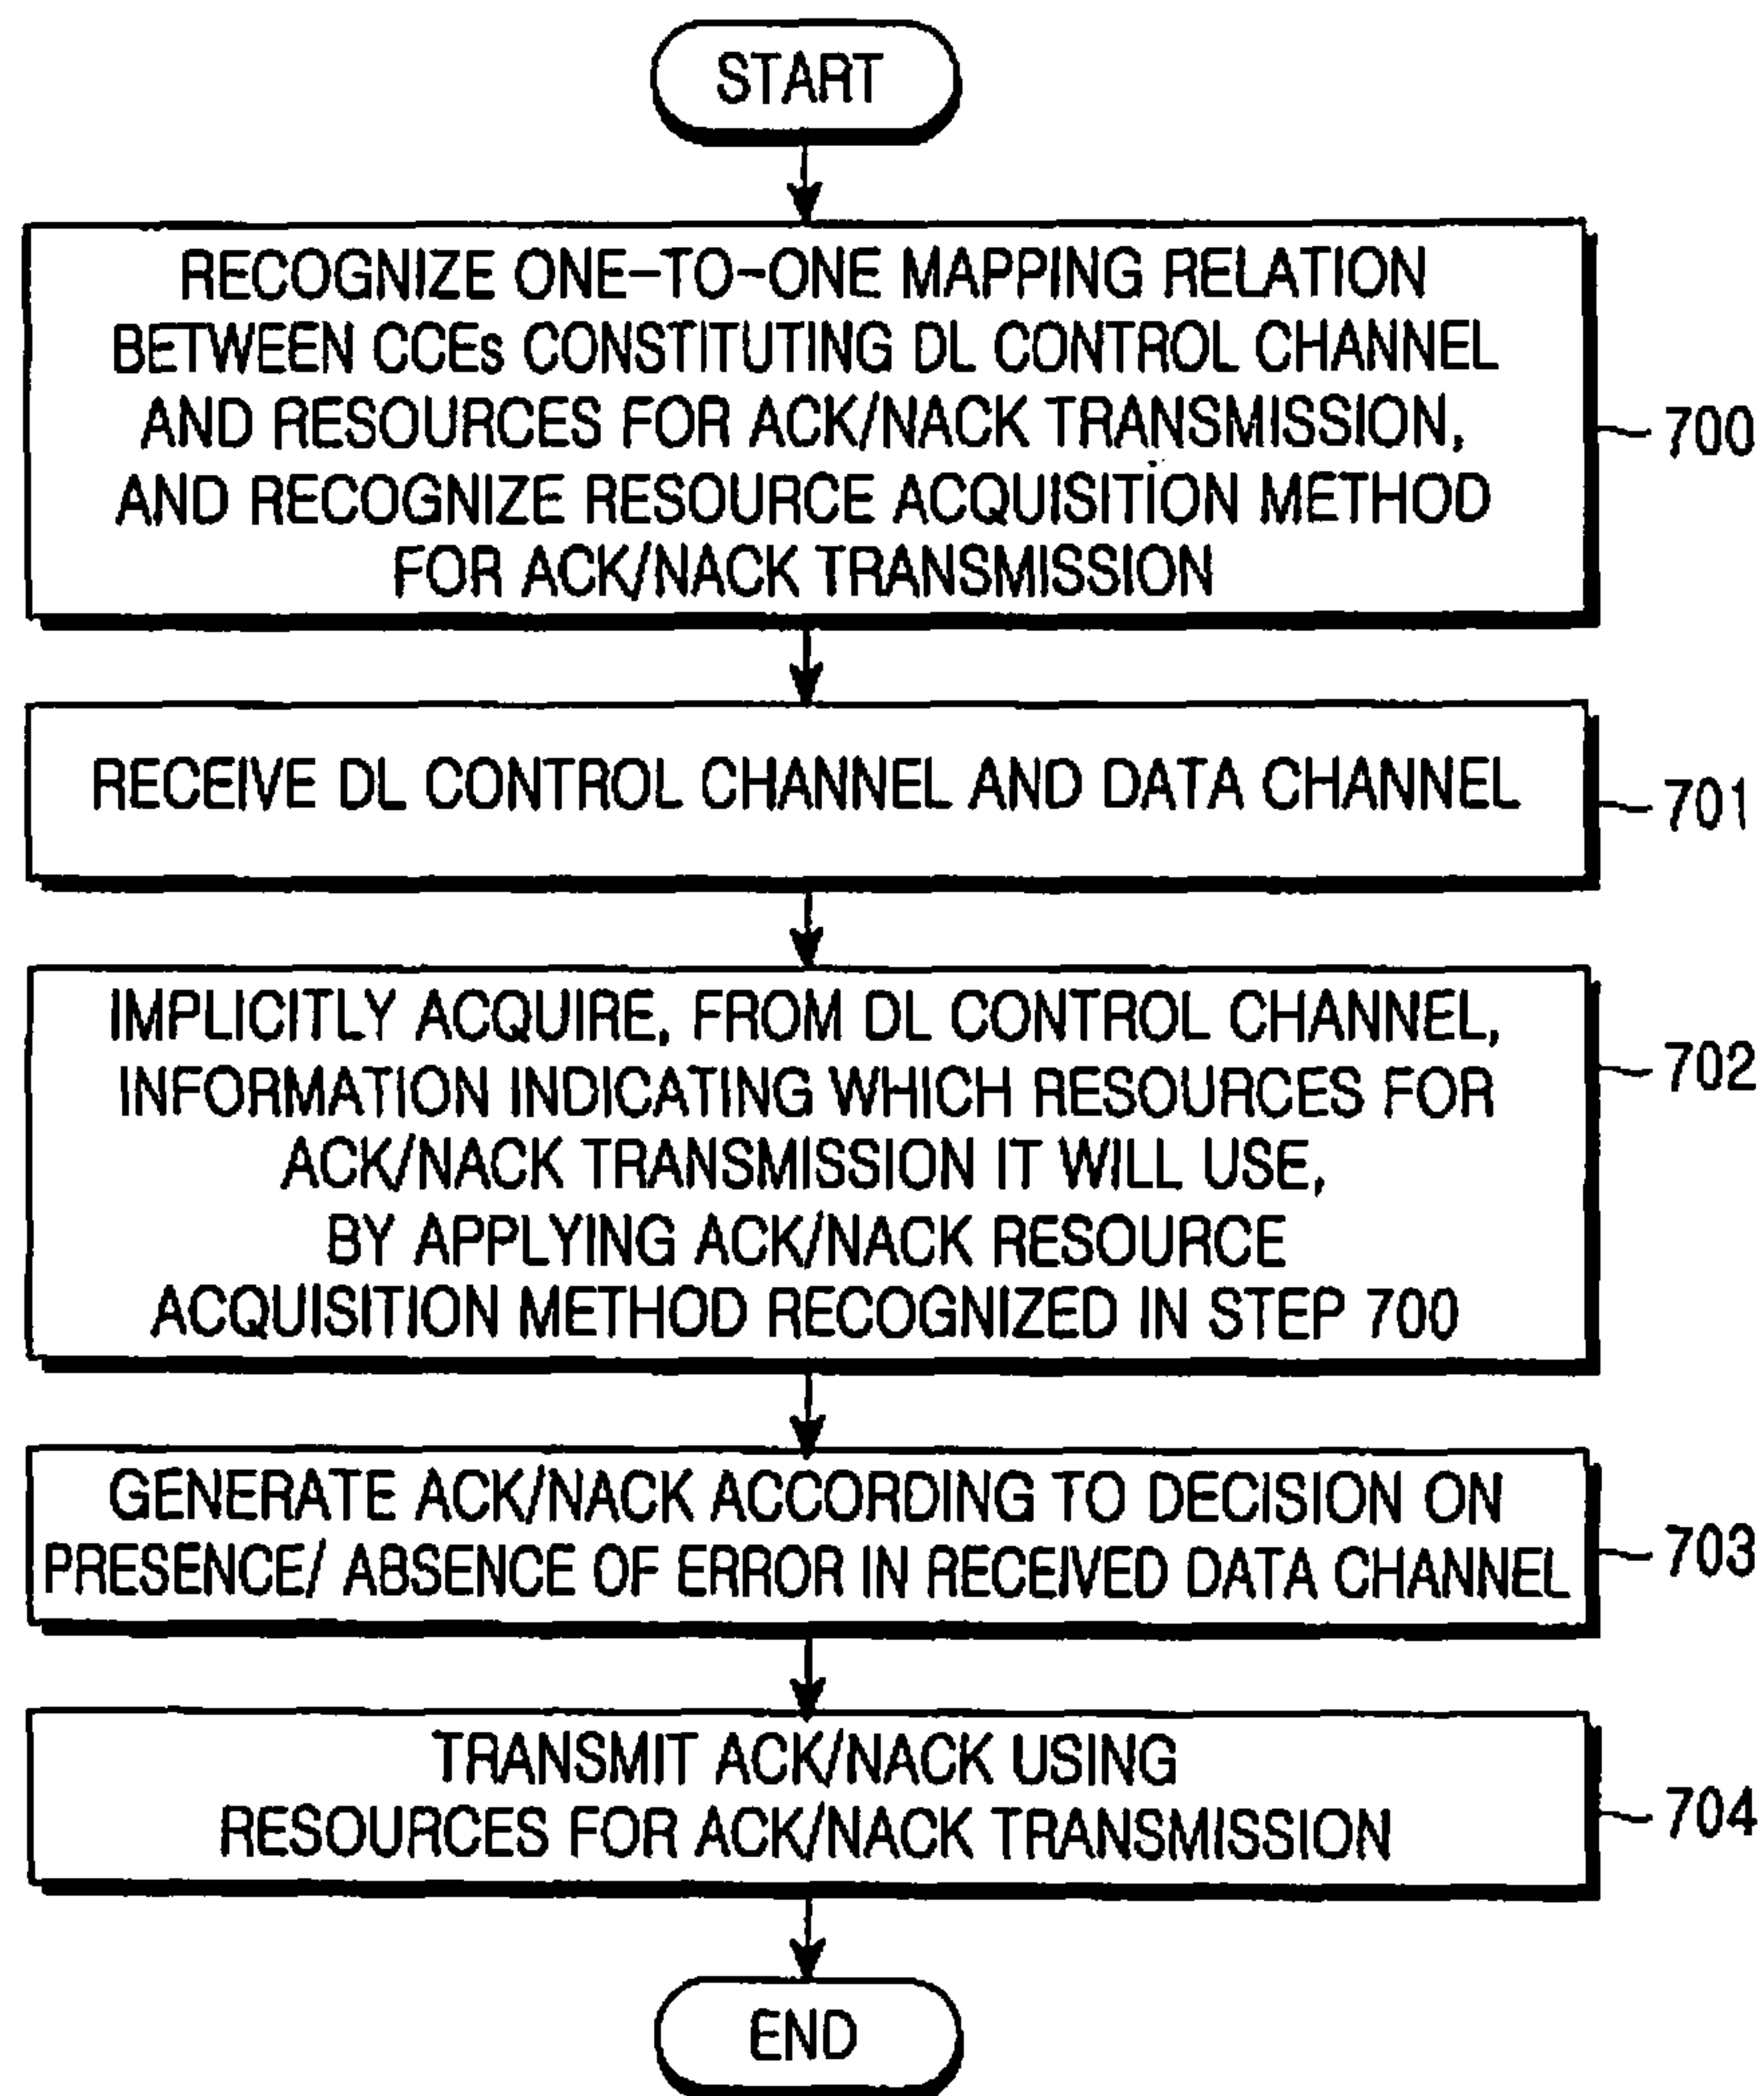 START
RECOGNIZE ONE-TO-ONE MAPPING RELATION
BETWEEN CCEs CONSTITUTING DL CONTROL CHANNEL
AND RESOURCES FOR ACK/NACK TRANSMISSION,
AND RECOGNIZE RESOURCE ACQUISITION METHOD
FOR ACK/NACK TRANSMISSION
700
RECEIVE DL CONTROL CHANNEL AND DATA CHANNEL
701
IMPLICITLY ACQUIRE, FROM DL CONTROL CHANNEL,
INFORMATION INDICATING WHICH RESOURCES FOR
ACK/NACK TRANSMISSION IT WILL USE,
BY APPLYING ACK/NACK RESOURCE
ACQUISITION METHOD RECOGNIZED IN STEP 700
702
GENERATE ACK/NACK ACCORDING TO DECISION ON
PRESENCE/ ABSENCE OF ERROR IN RECEIVED DATA CHANNEL
703
TRANSMIT ACK/NACK USING
RESOURCES FOR ACK/NACK TRANSMISSION
704
END